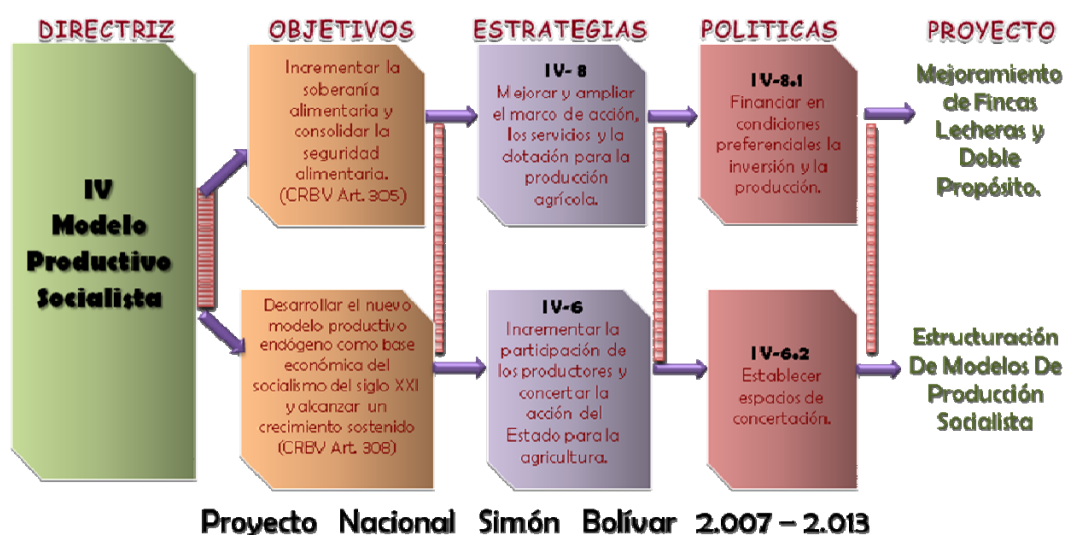 DIRECTRIZ
OBJETIVOS
ESTRATEGIAS
POLITICAS
PROYECTO
IV
Modelo
Productivo
Socialista
Incrementar la
soberanía
alimentaria y
consolidar la
seguridad
alimentaria.
(CRBV Art. 305)
IV- 8
Mejorar y ampliar
el marco de acción,
los servicios y la
dotación para la
producción
agrícola.
IV-8.1
Financiar en
condiciones
preferenciales la
inversión y la
producción.
Mejoramiento
de Fincas
Lecheras y
Doble
Propósito.
Desarrollar el nuevo
modelo productivo
endógeno como base
económica del
socialismo del siglo XXI
y alcanzar un
crecimiento sostenido
(CRBV Art. 308)
IV-6
Incrementar la
participación de
los productores y
concertar la
acción del
Estado para la
agricultura.
IV-6.2
Establecer
espacios de
concertación.
Estructuración
De Modelos De
Producción
Socialista
Proyecto Nacional Simón Bolívar 2.007 – 2.013